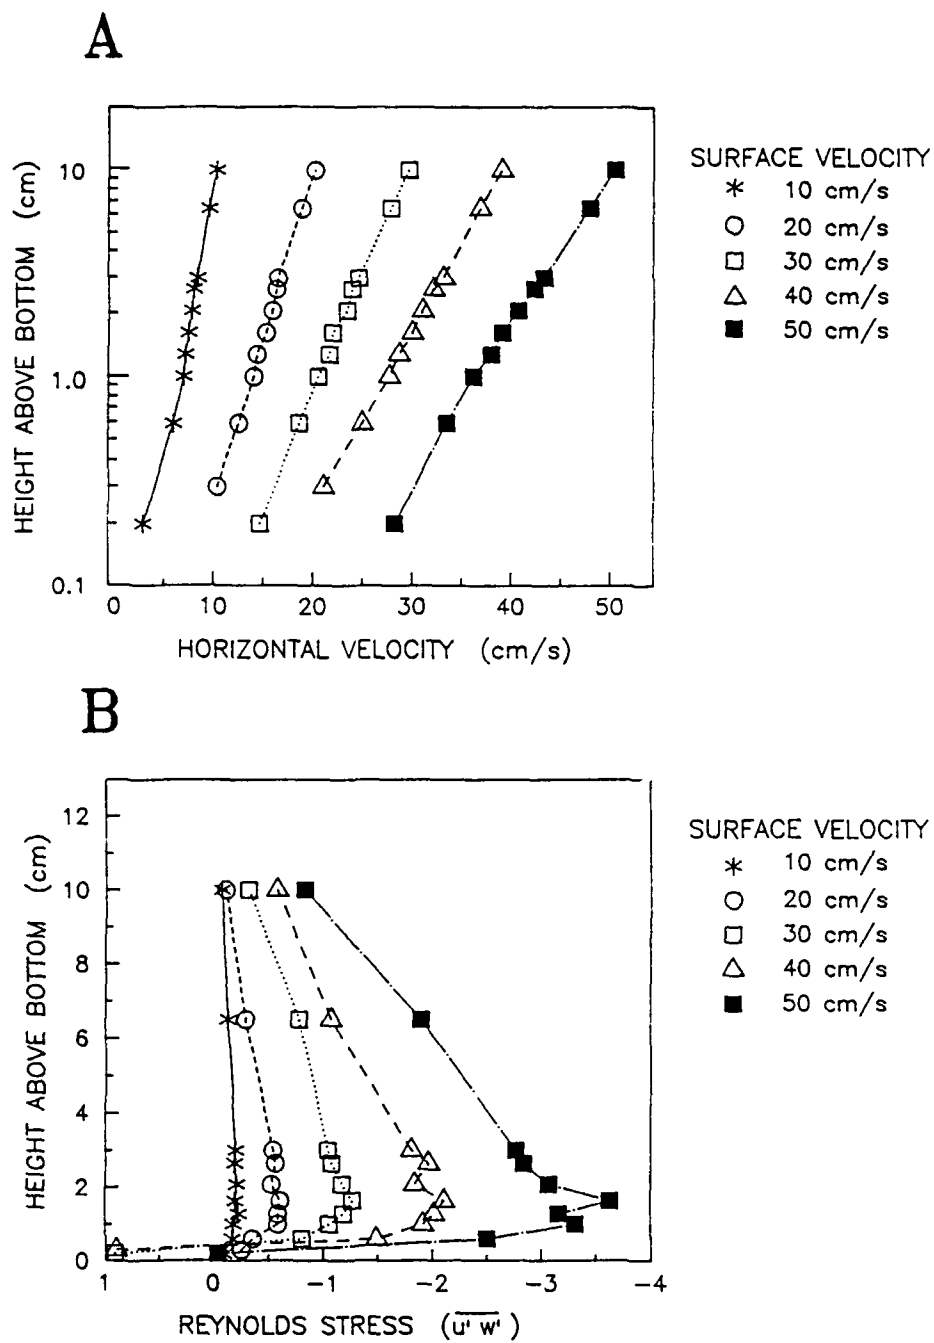 A
HEIGHT ABOVE BOTTOM (cm)
10
1.0
0.1
0 10 20 30 40 50
HORIZONTAL VELOCITY (cm/s)
SURFACE VELOCITY
10 cm/s
20 cm/s
30 cm/s
40 cm/s
50 cm/s
B
HEIGHT ABOVE BOTTOM (cm)
12
10
8
6
4
2
0
1 0 -1 -2 -3 -4
REYNOLDS STRESS (u' w')
SURFACE VELOCITY
10 cm/s
20 cm/s
30 cm/s
40 cm/s
50 cm/s